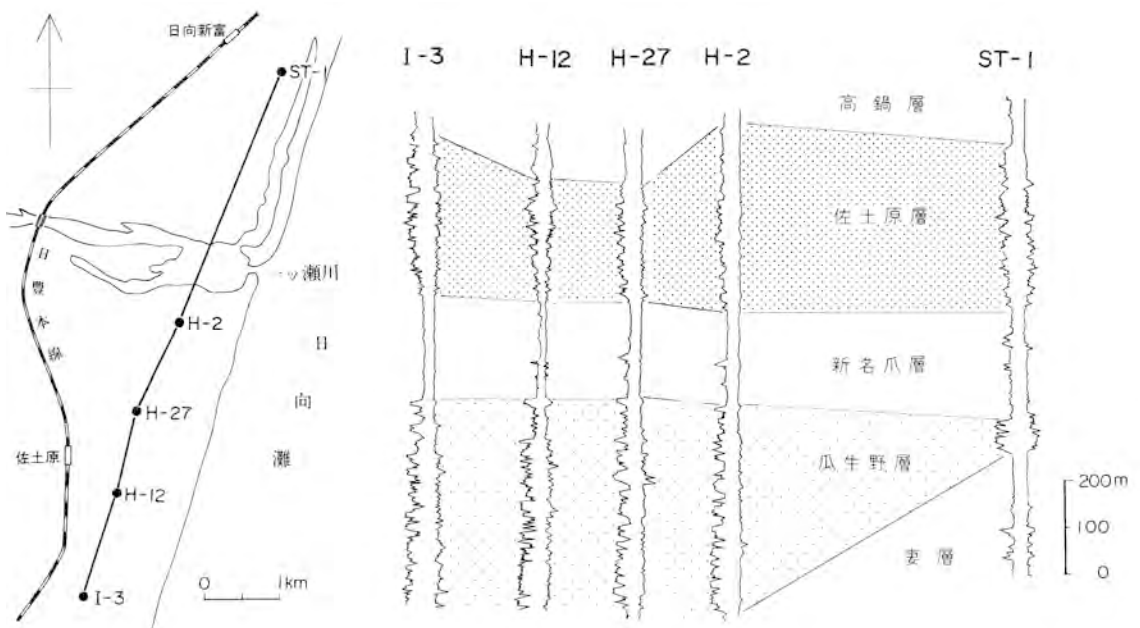 日向新富
ST-1
一ッ瀬川
日豊本線
H-2
日向灘
H-27
佐土原
H-12
I-3
0 1km
I-3 H-12 H-27 H-2 ST-1
高鍋層
佐土原層
新名爪層
瓜生野層
妻層
200m
100
0